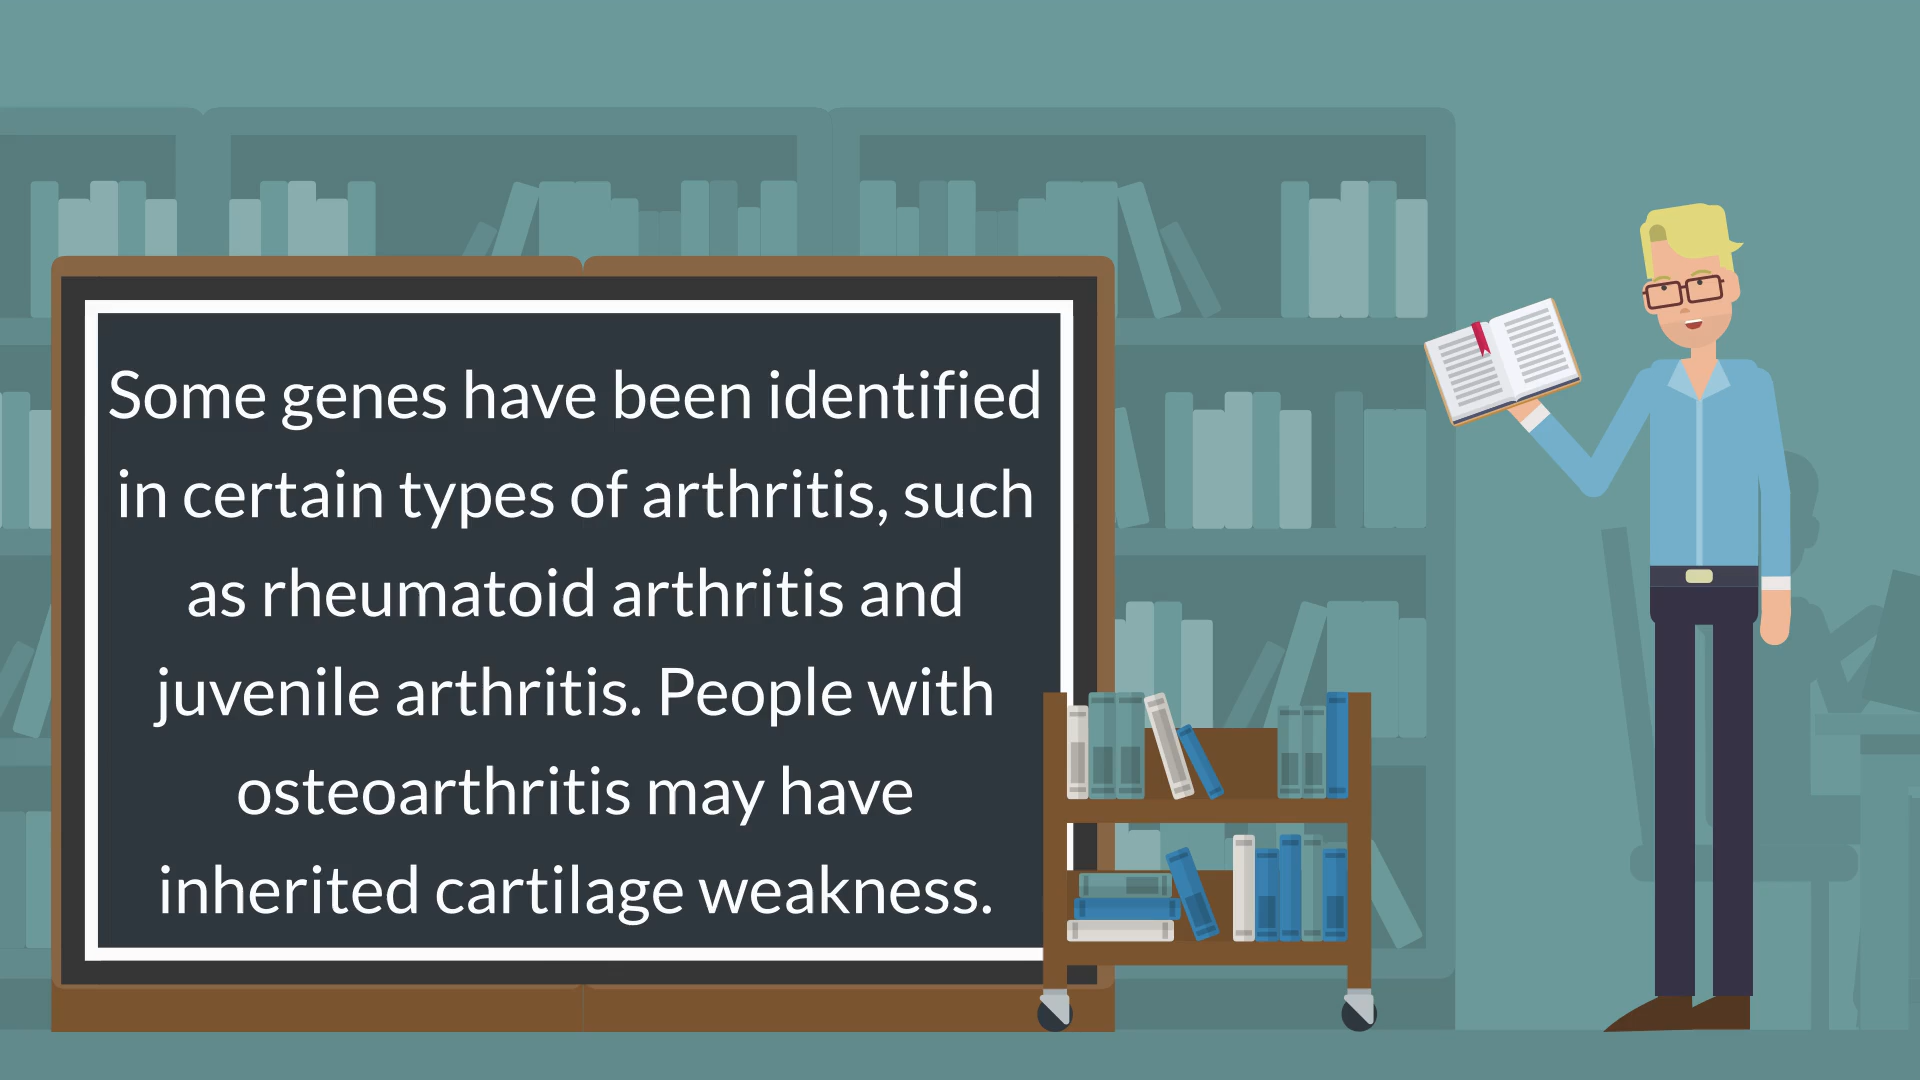 Some genes have been identified
in certain types of arthritis, such
as rheumatoid arthritis and
juvenile arthritis. People with
osteoarthritis may have
inherited cartilage weakness.